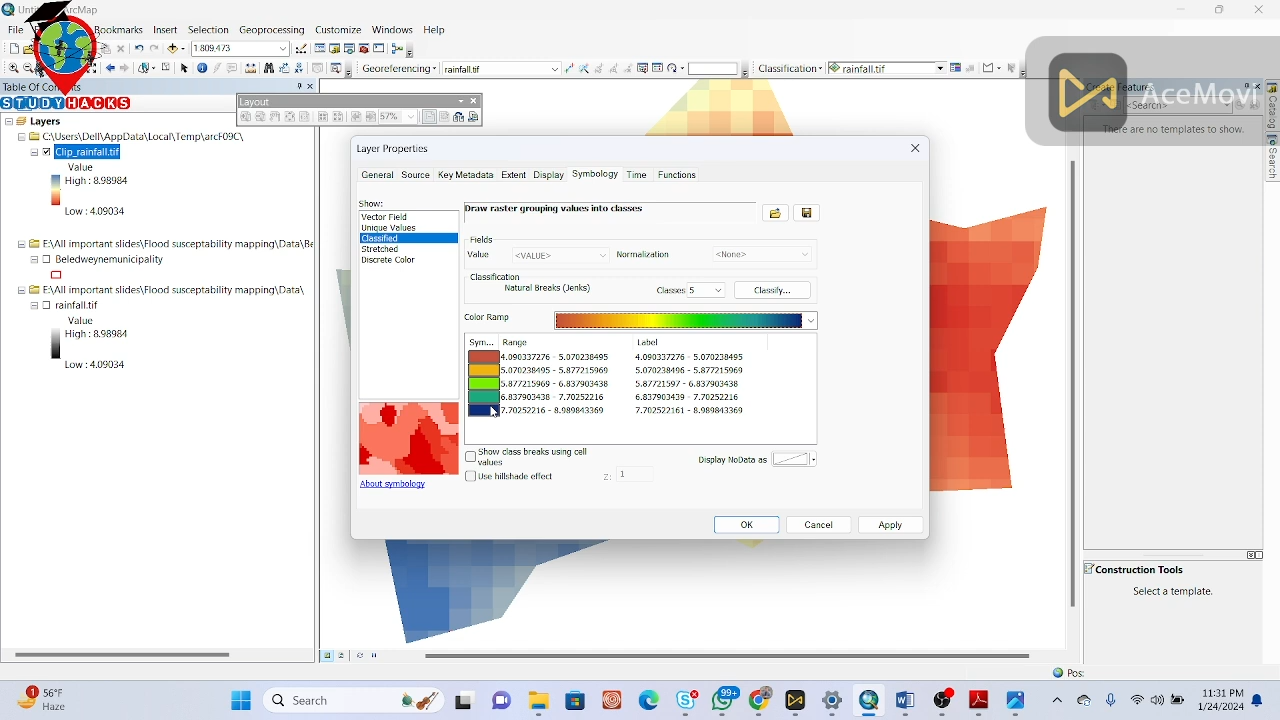 ArcMap
File
Bookmarks Insert Selection Geoprocessing Customize Windows Help
1:809,473
Georeferencing rainfall.tif
Classification rainfall.tif
Table Of Contents
STUDYHACKS
Layout
57%
AceMovi
Create Features
<Search>
There are no templates to show.
Catalog
Search
Layers
C:\Users\Dell\AppData\Local\Temp\arcF09C\
Clip_rainfall.tif
Value
High : 8.98984
Low : 4.09034
E:\All important slides\Flood susceptability mapping\Data\Be
Beledweynemunicipality
E:\All important slides\Flood susceptability mapping\Data\
rainfall.tif
Value
High : 8.98984
Low : 4.09034
Layer Properties
General Source Key Metadata Extent Display Symbology Time Functions
Show:
Vector Field
Unique Values
Classified
Stretched
Discrete Color
About symbology
Draw raster grouping values into classes
Fields
Value <VALUE> Normalization <None>
Classification
Natural Breaks (Jenks) Classes 5 Classify...
Color Ramp
Sym... Range Label
4.090337276 - 5.070238495 4.090337276 - 5.070238495
5.070238495 - 5.877215969 5.070238496 - 5.877215969
5.877215969 - 6.837903438 5.87721597 - 6.837903438
6.837903438 - 7.70252216 6.837903439 - 7.70252216
7.70252216 - 8.989843369 7.702522161 - 8.989843369
Show class breaks using cell
values
Display NoData as
Use hillshade effect Z: 1
OK Cancel Apply
Construction Tools
Select a template.
Pos:
1
56°F
Haze
Search
99+
11:31 PM
1/24/2024